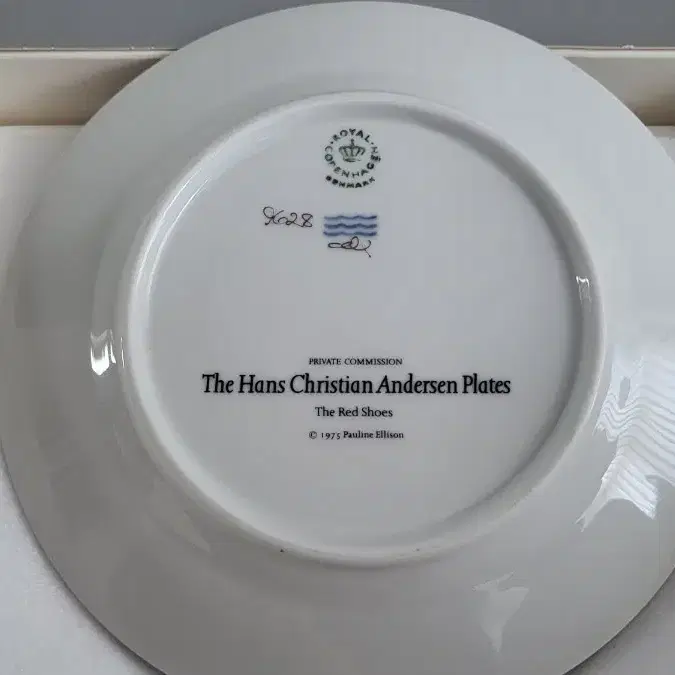 ROYAL
COPENHAGEN
DENMARK
9628
PRIVATE COMMISSION
The Hans Christian Andersen Plates
The Red Shoes
© 1975 Pauline Ellison